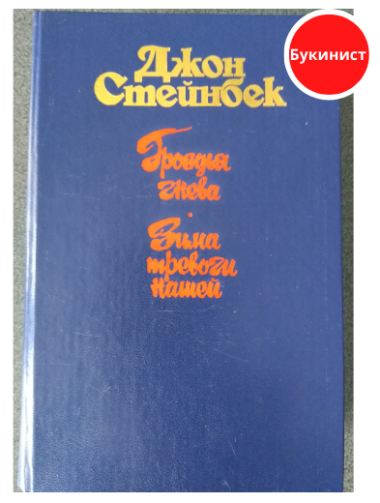 Букинист
Джон
Стейнбек
Гроздья
гнева
Зима
тревоги
нашей